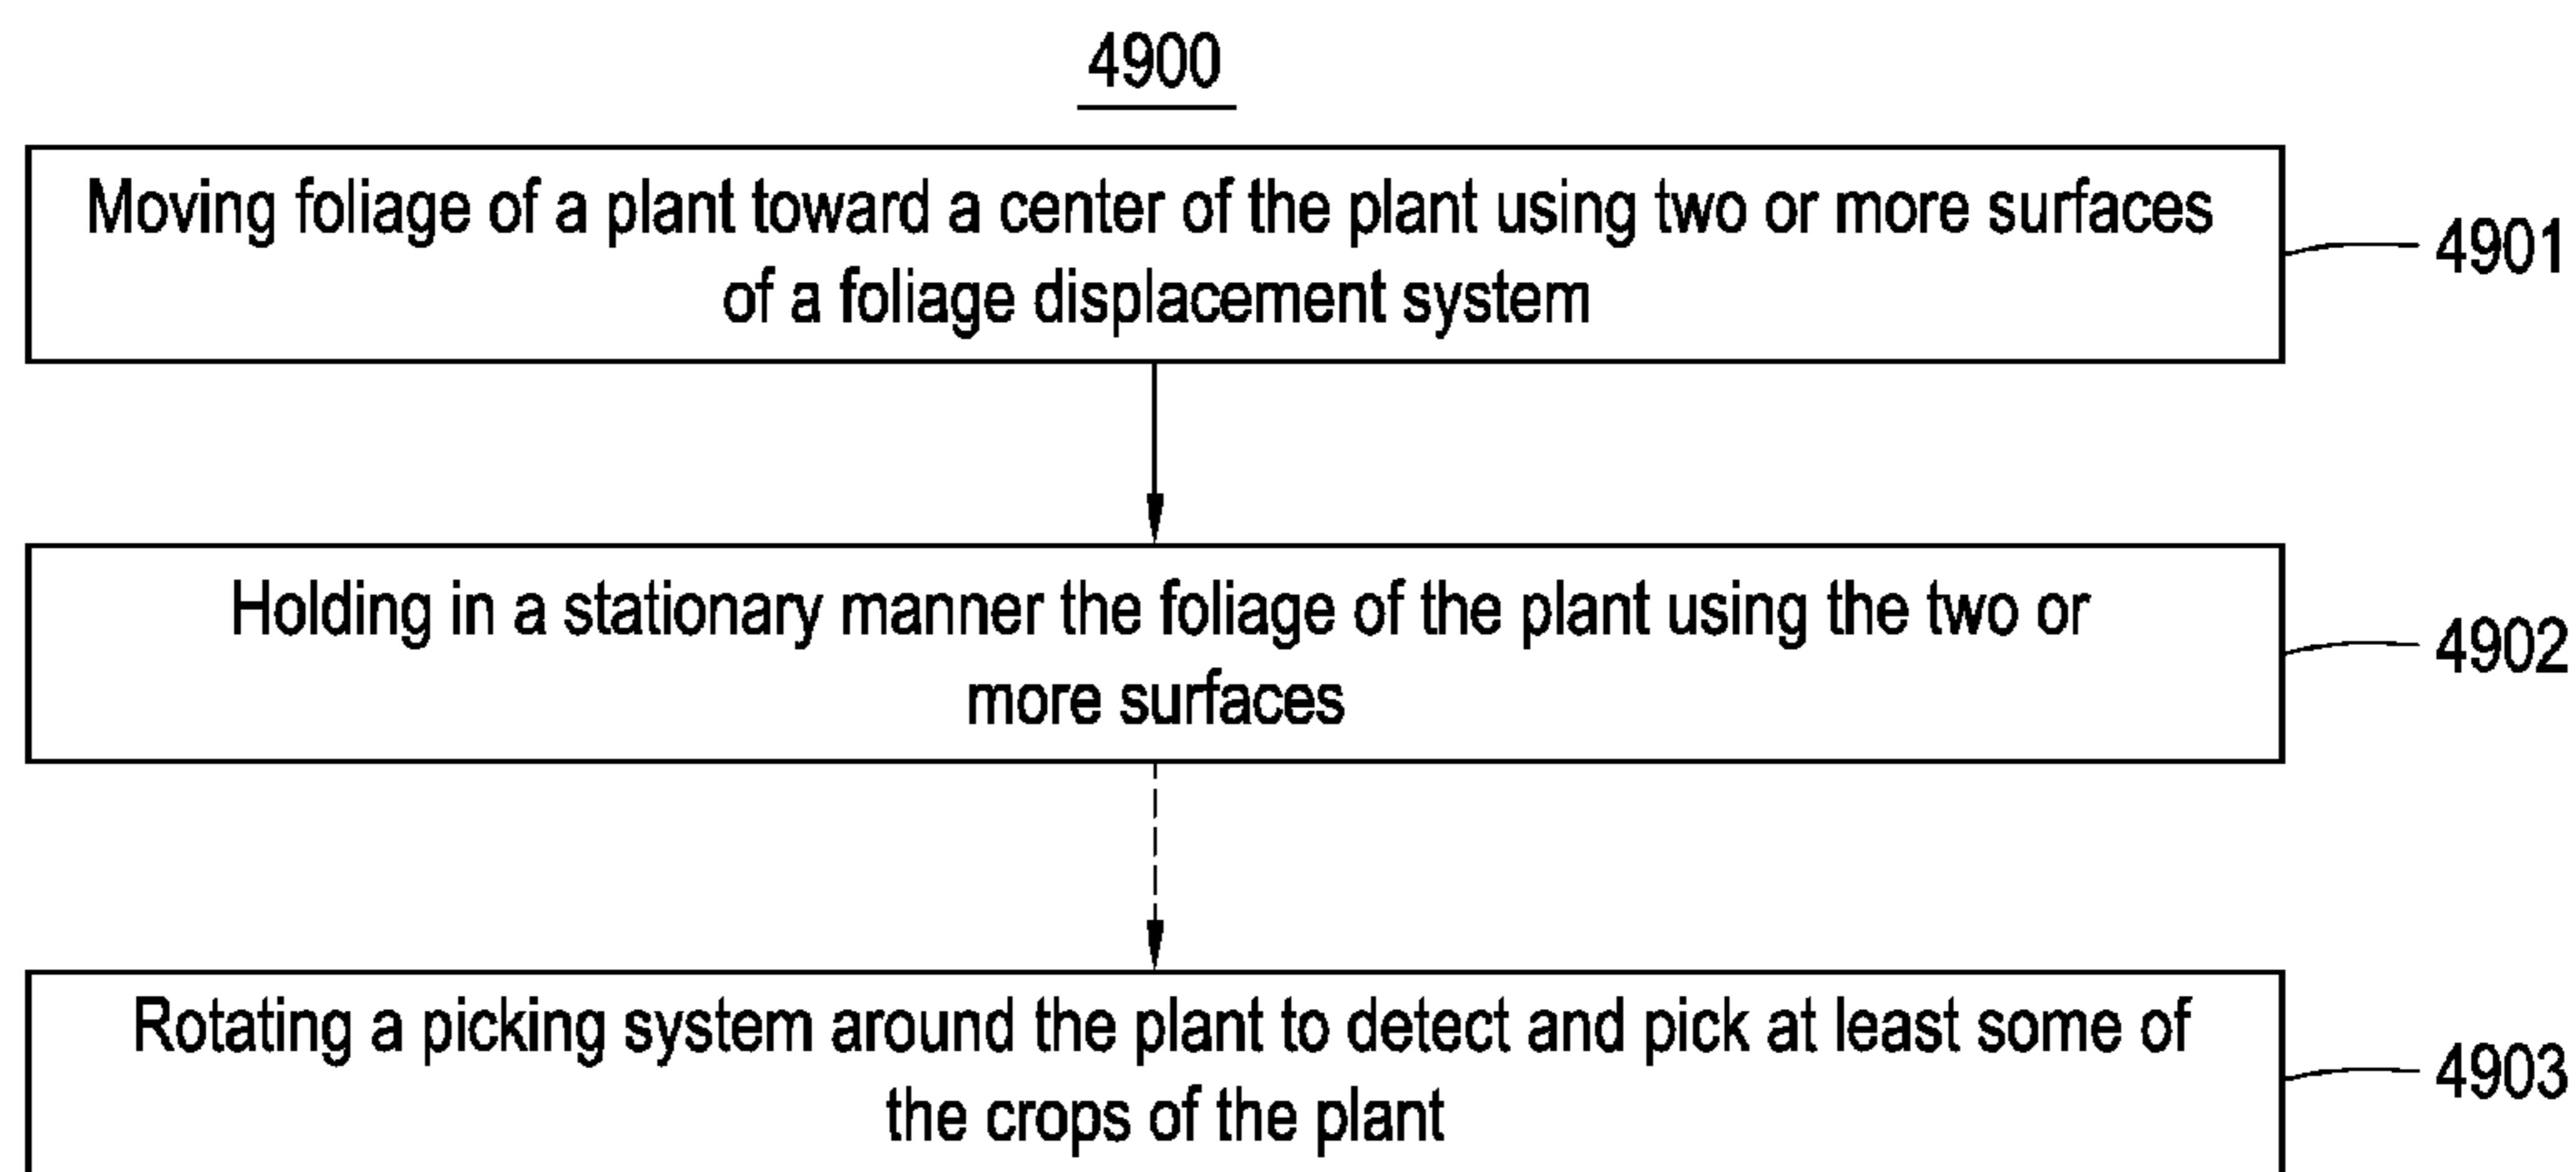 4900
Moving foliage of a plant toward a center of the plant using two or more surfaces
of a foliage displacement system
4901
Holding in a stationary manner the foliage of the plant using the two or
more surfaces
4902
Rotating a picking system around the plant to detect and pick at least some of
the crops of the plant
4903